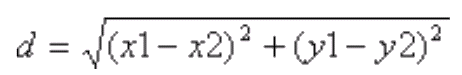 d = √(x1 − x2)² + (y1 − y2)²